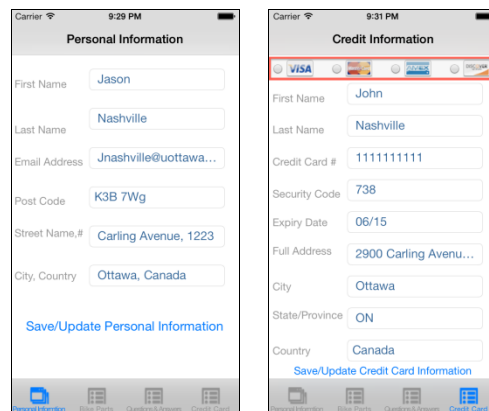 Carrier 9:29 PM
Personal Information
First Name Jason
Last Name Nashville
Email Address Jnashville@uottawa...
Post Code K3B 7Wg
Street Name,# Carling Avenue, 1223
City, Country Ottawa, Canada
Save/Update Personal Information
Personal Information Bike Parts Questions & Answers Credit Card
Carrier 9:31 PM
Credit Information
VISA AMEX DISCOVER
First Name John
Last Name Nashville
Credit Card # 1111111111
Security Code 738
Expiry Date 06/15
Full Address 2900 Carling Avenu...
City Ottawa
State/Province ON
Country Canada
Save/Update Credit Card Information
Personal Information Bike Parts Questions & Answers Credit Card